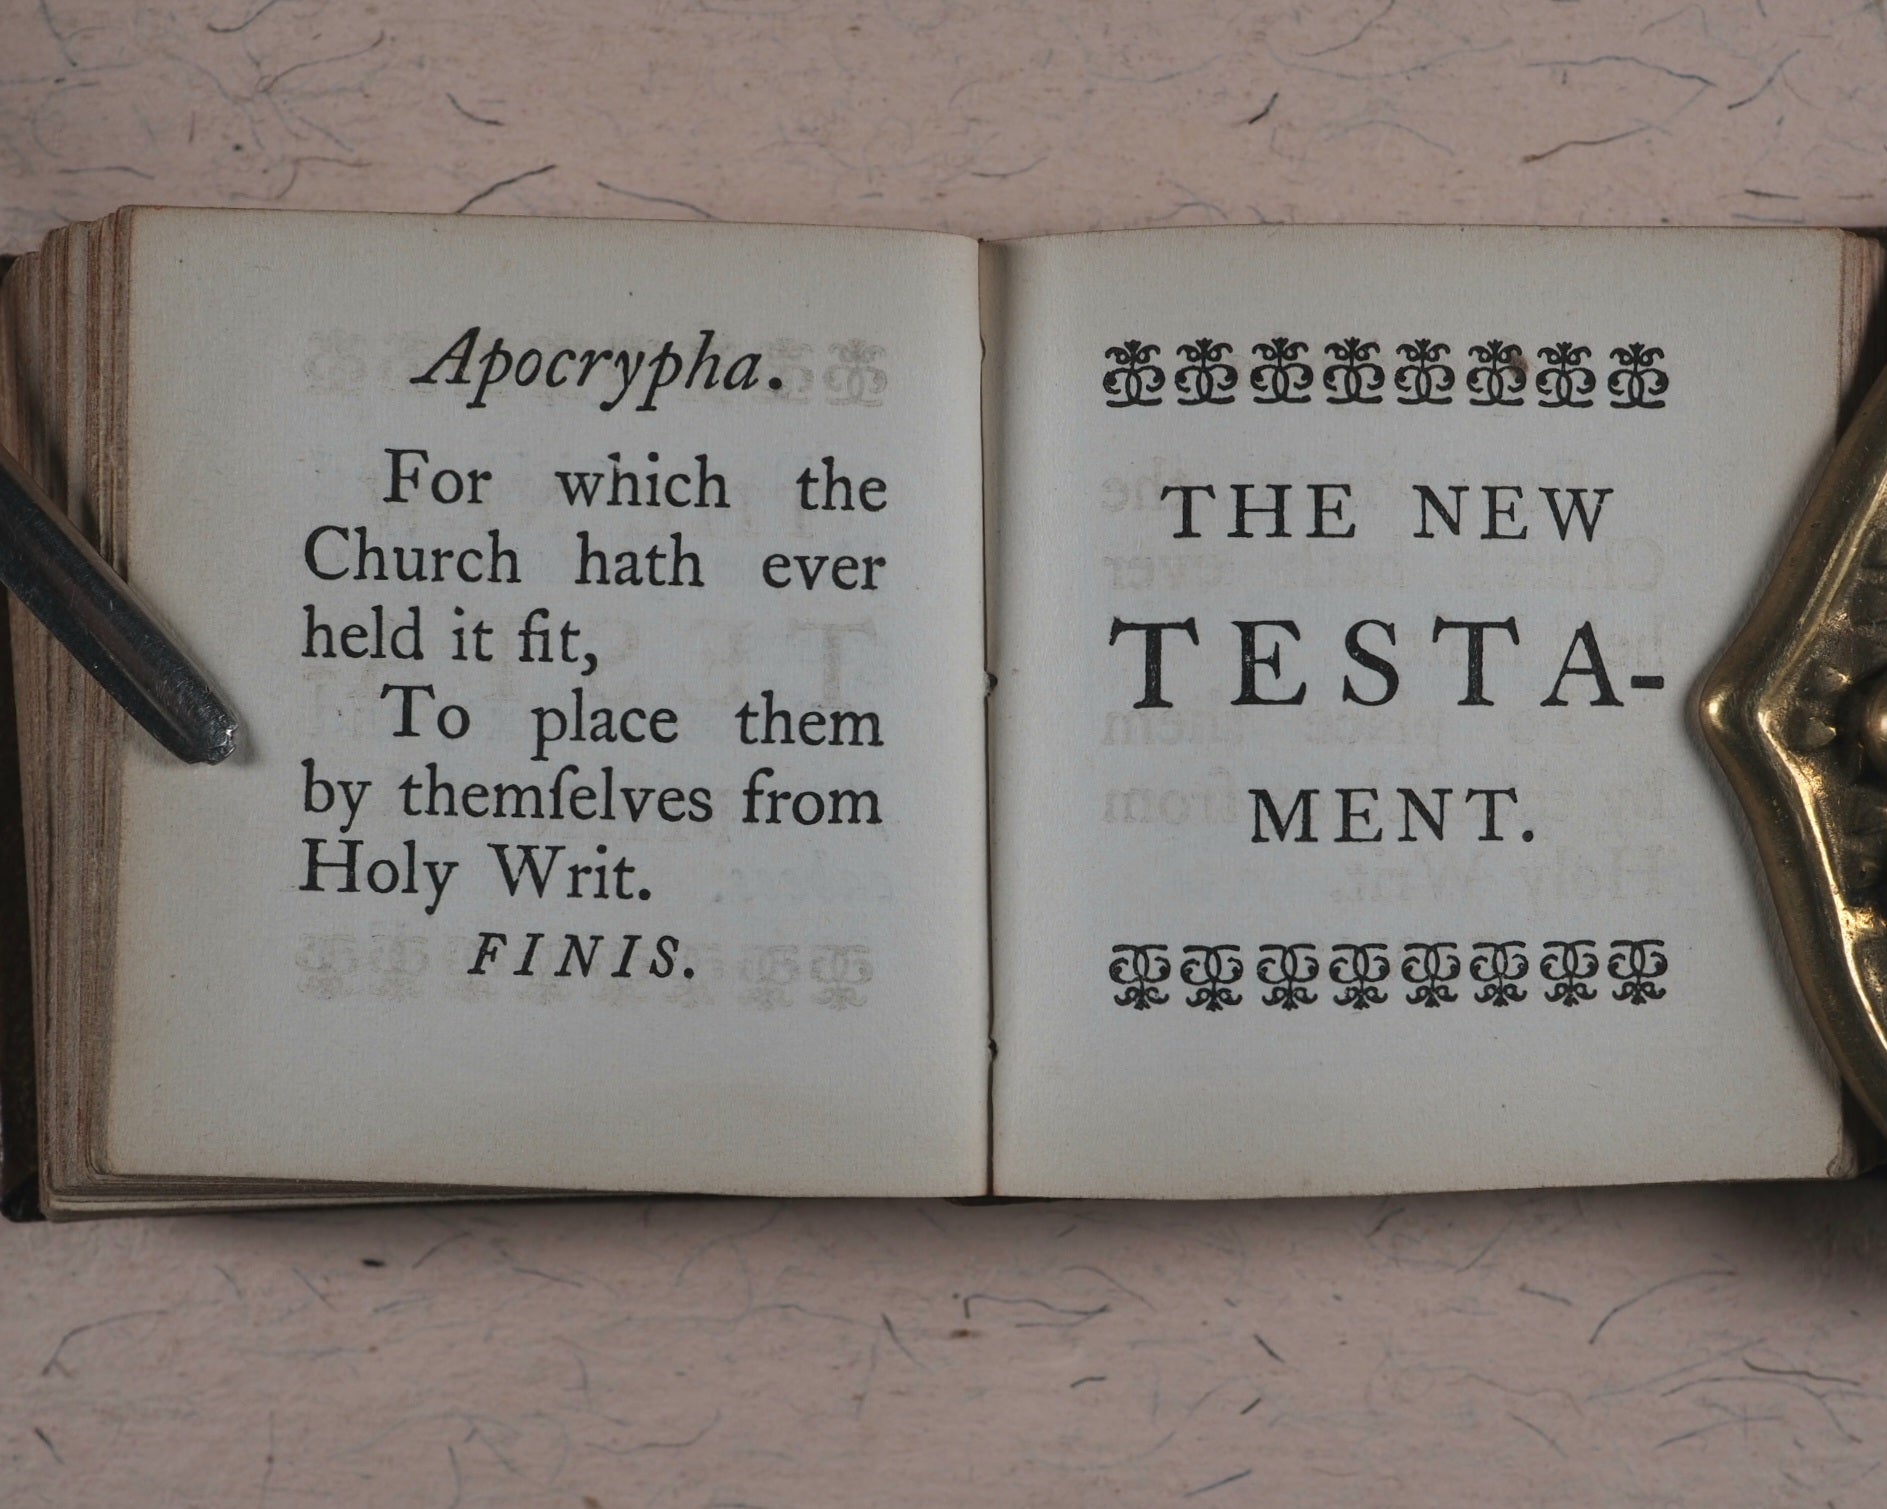 Apocrypha.
For which the
Church hath ever
held it fit,
To place them
by themſelves from
Holy Writ.
FINIS.
THE NEW
TESTA-
MENT.